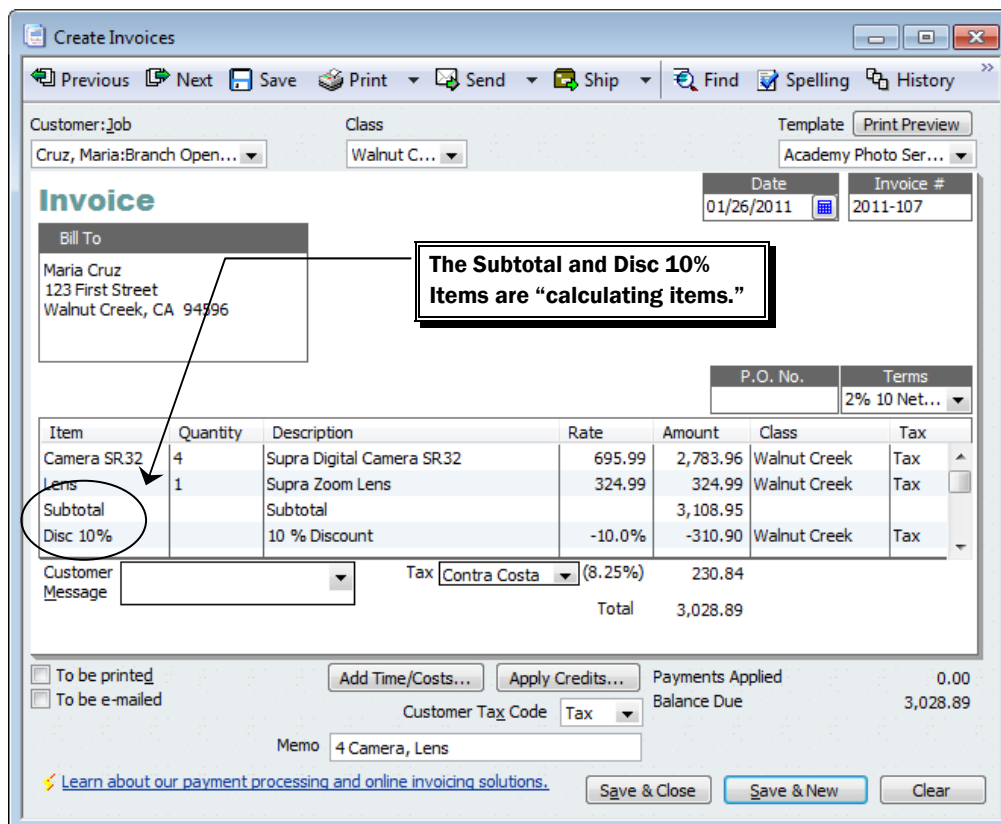 Create Invoices
Previous Next Save Print Send Ship Find Spelling History »
Customer:Job Class Template Print Preview
Cruz, Maria:Branch Open... Walnut C... Academy Photo Ser...
Invoice
Date Invoice #
01/26/2011 2011-107
Bill To
Maria Cruz
123 First Street
Walnut Creek, CA 94596
The Subtotal and Disc 10%
Items are “calculating items.”
P.O. No. Terms
2% 10 Net...
Item Quantity Description Rate Amount Class Tax
Camera SR32 4 Supra Digital Camera SR32 695.99 2,783.96 Walnut Creek Tax
Lens 1 Supra Zoom Lens 324.99 324.99 Walnut Creek Tax
Subtotal Subtotal 3,108.95
Disc 10% 10 % Discount -10.0% -310.90 Walnut Creek Tax
Customer Message Tax Contra Costa (8.25%) 230.84
Total 3,028.89
To be printed Add Time/Costs... Apply Credits... Payments Applied 0.00
To be e-mailed Customer Tax Code Tax Balance Due 3,028.89
Memo 4 Camera, Lens
Learn about our payment processing and online invoicing solutions. Save & Close Save & New Clear